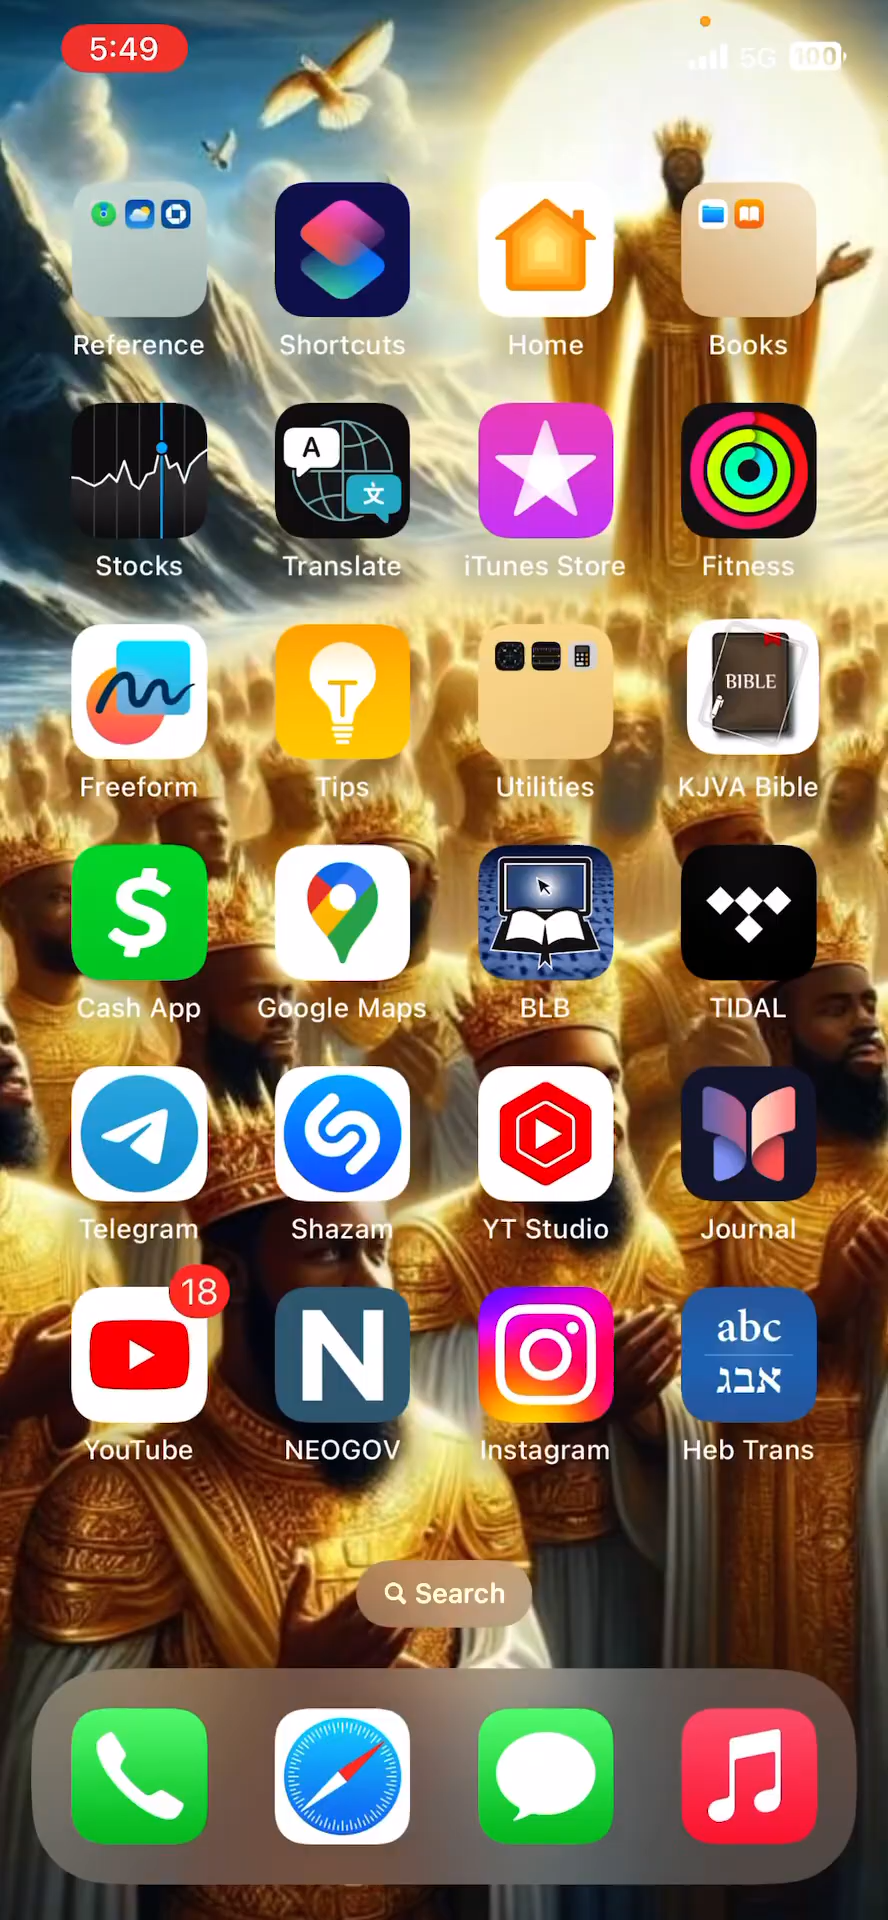 5:49 5G 100
Reference Shortcuts Home Books
A
文
Stocks Translate iTunes Store Fitness
BIBLE
Freeform Tips Utilities KJVA Bible
$
Cash App Google Maps BLB TIDAL
Telegram Shazam YT Studio Journal
18
N abc
אבג
YouTube NEOGOV Instagram Heb Trans
Search